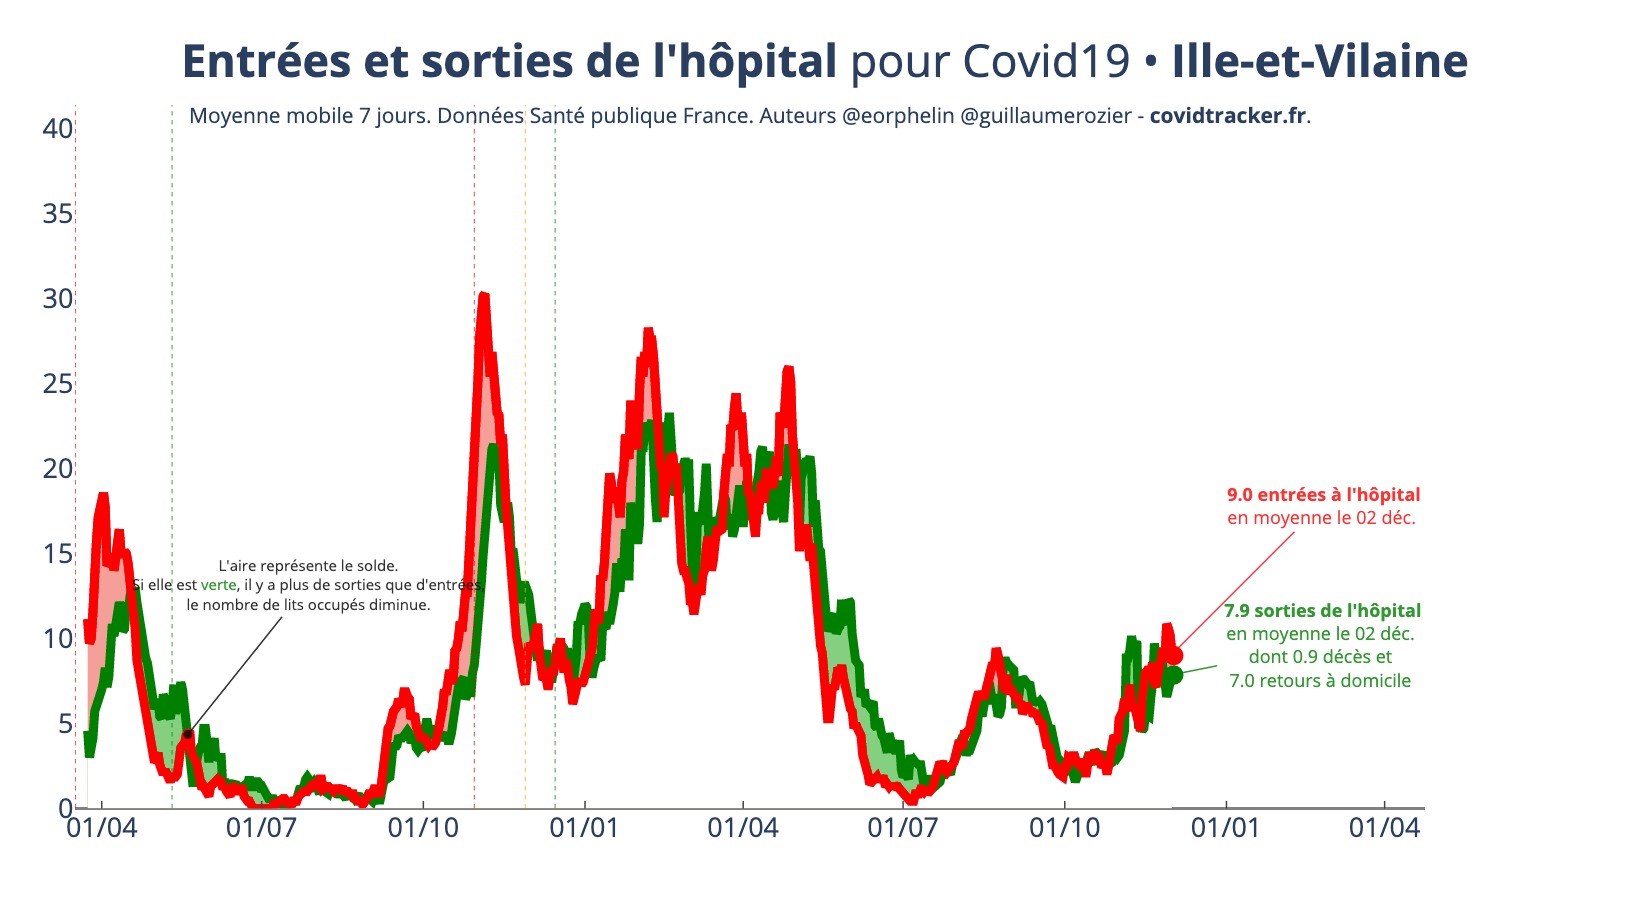 Entrées et sorties de l'hôpital pour Covid19 • Ille-et-Vilaine
Moyenne mobile 7 jours. Données Santé publique France. Auteurs @eorphelin @guillaumerozier - covidtracker.fr.
40
35
30
25
20
15
10
5
0
L'aire représente le solde.
Si elle est verte, il y a plus de sorties que d'entrées,
le nombre de lits occupés diminue.
9.0 entrées à l'hôpital
en moyenne le 02 déc.
7.9 sorties de l'hôpital
en moyenne le 02 déc.
dont 0.9 décès et
7.0 retours à domicile
01/04 01/07 01/10 01/01 01/04 01/07 01/10 01/01 01/04